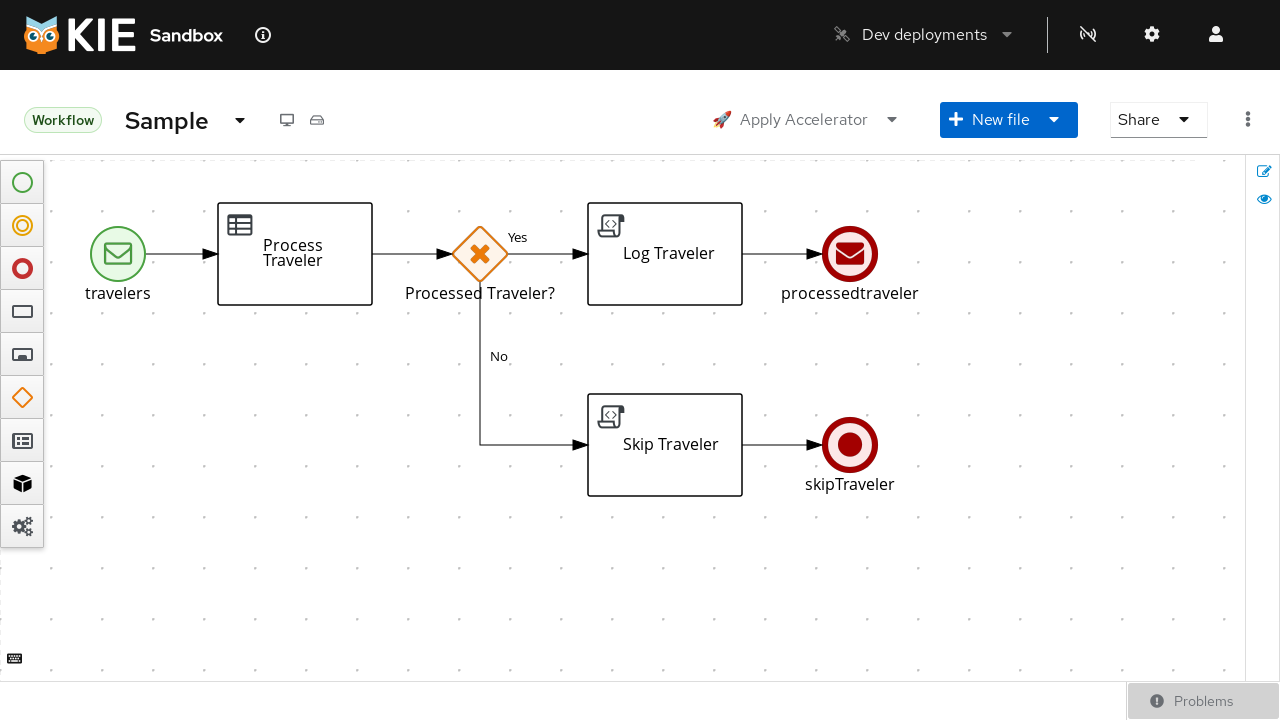 KIE Sandbox
Dev deployments
Workflow
Sample
Apply Accelerator
New file
Share
travelers
Process
Traveler
Processed Traveler?
Yes
No
Log Traveler
processedtraveler
Skip Traveler
skipTraveler
Problems